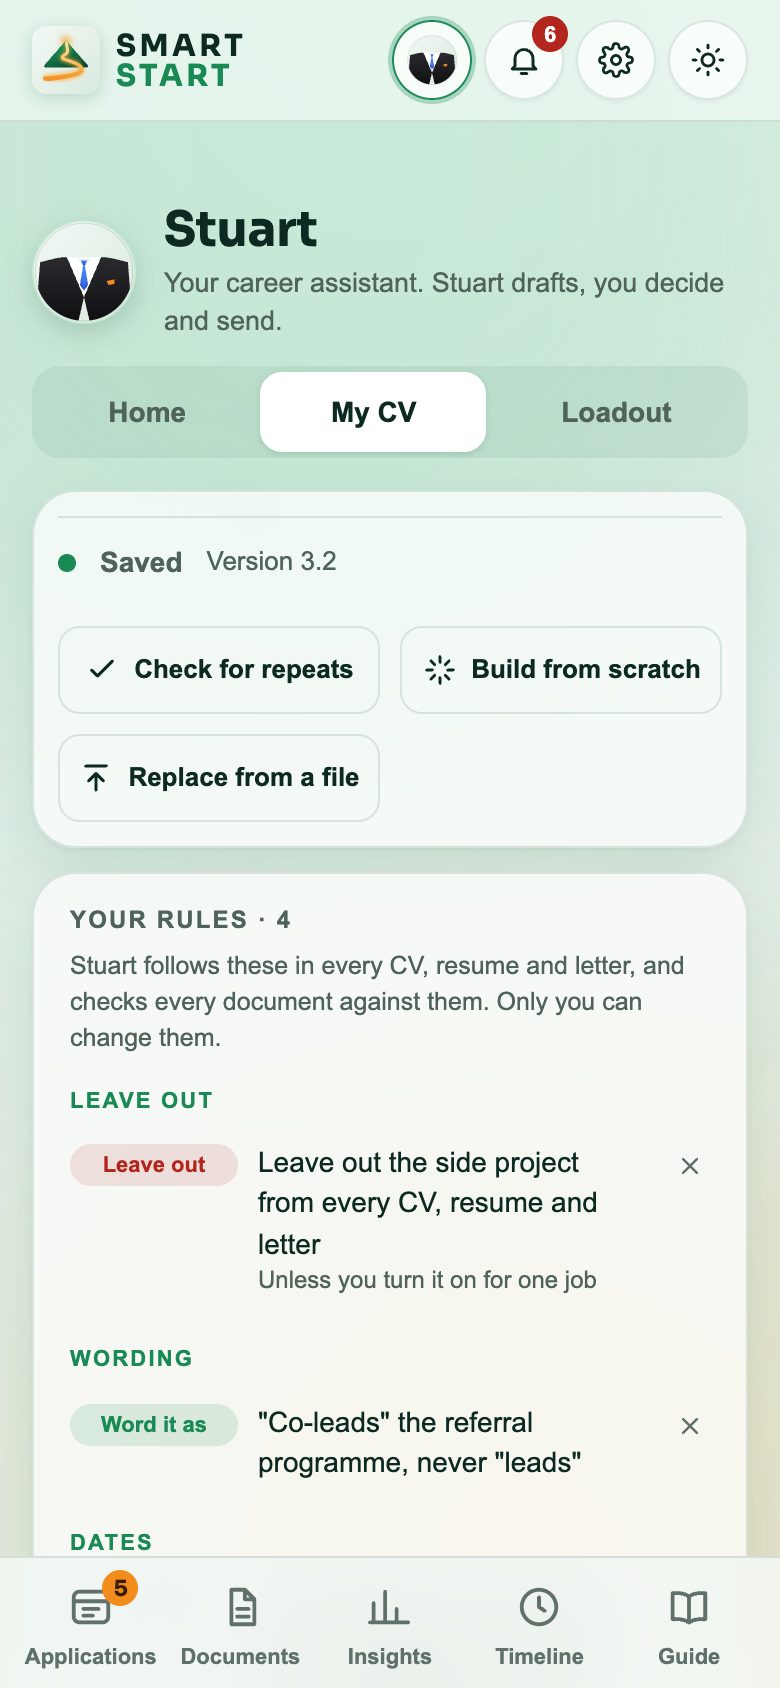 SMART
START
6
Stuart
Your career assistant. Stuart drafts, you decide
and send.
Home
My CV
Loadout
Saved Version 3.2
Check for repeats
Build from scratch
Replace from a file
YOUR RULES · 4
Stuart follows these in every CV, resume and letter, and
checks every document against them. Only you can
change them.
LEAVE OUT
Leave out
Leave out the side project
from every CV, resume and
letter
Unless you turn it on for one job
WORDING
Word it as
"Co-leads" the referral
programme, never "leads"
DATES
5
Applications
Documents
Insights
Timeline
Guide